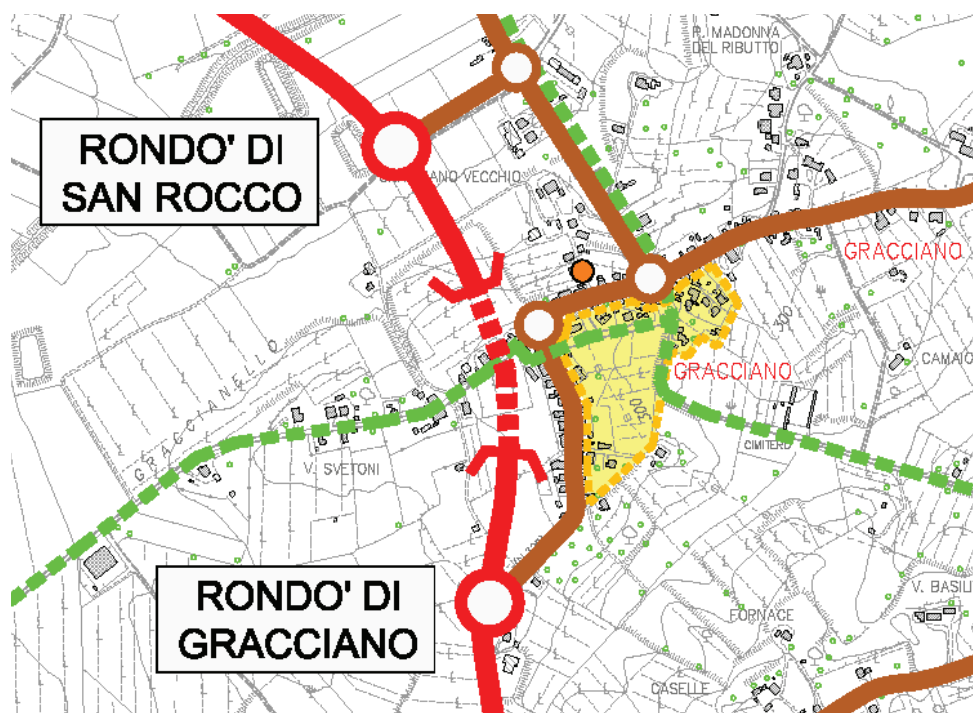 P. MADONNA
DEL RIBUTTO
RONDO' DI
SAN ROCCO
VECCHIO
GRACCIANO
300
GRACCIANELLO
GRACCIANO
CAMAIO
300
CIMITERO
V. SVETONI
RONDO' DI
GRACCIANO
FORNACE
V. BASILI
CASELLE